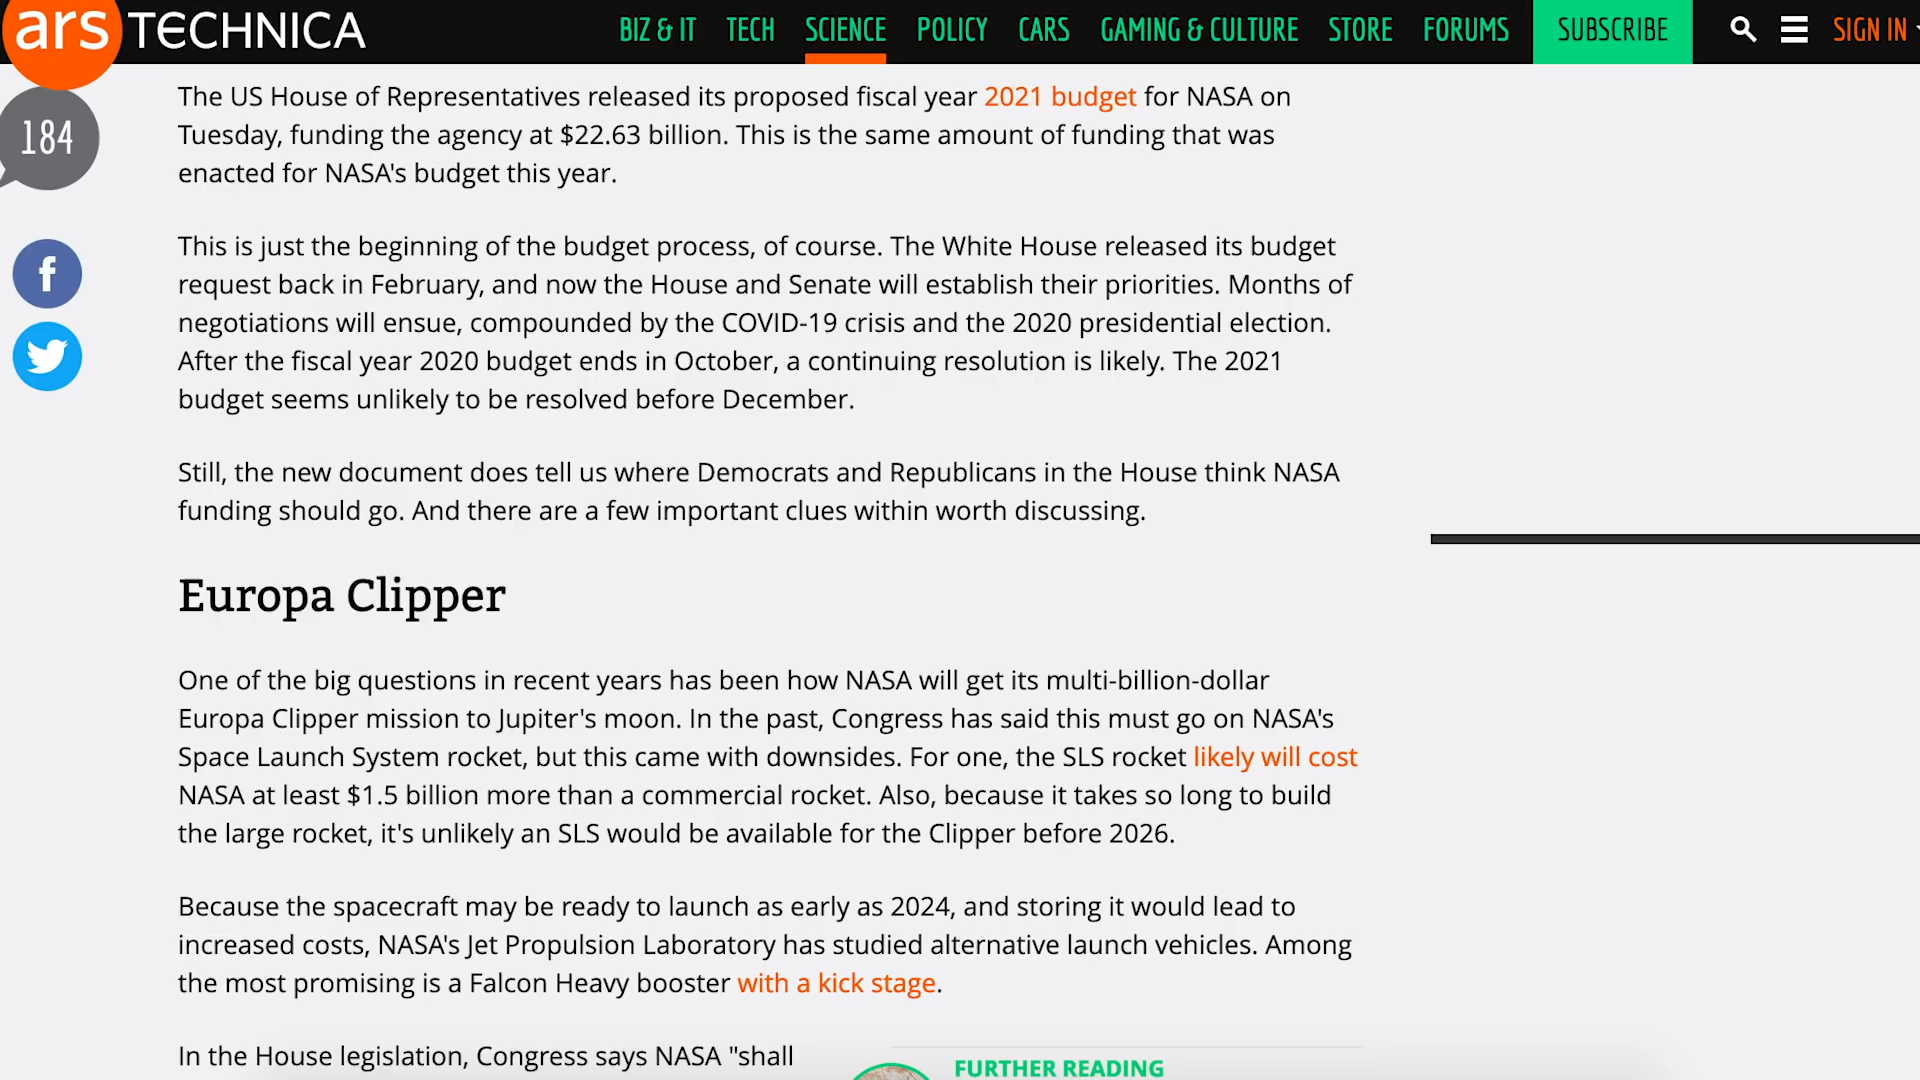 ars TECHNICA
BIZ & IT TECH SCIENCE POLICY CARS GAMING & CULTURE STORE FORUMS SUBSCRIBE SIGN IN
184
f
The US House of Representatives released its proposed fiscal year 2021 budget for NASA on
Tuesday, funding the agency at $22.63 billion. This is the same amount of funding that was
enacted for NASA's budget this year.
This is just the beginning of the budget process, of course. The White House released its budget
request back in February, and now the House and Senate will establish their priorities. Months of
negotiations will ensue, compounded by the COVID-19 crisis and the 2020 presidential election.
After the fiscal year 2020 budget ends in October, a continuing resolution is likely. The 2021
budget seems unlikely to be resolved before December.
Still, the new document does tell us where Democrats and Republicans in the House think NASA
funding should go. And there are a few important clues within worth discussing.
Europa Clipper
One of the big questions in recent years has been how NASA will get its multi-billion-dollar
Europa Clipper mission to Jupiter's moon. In the past, Congress has said this must go on NASA's
Space Launch System rocket, but this came with downsides. For one, the SLS rocket likely will cost
NASA at least $1.5 billion more than a commercial rocket. Also, because it takes so long to build
the large rocket, it's unlikely an SLS would be available for the Clipper before 2026.
Because the spacecraft may be ready to launch as early as 2024, and storing it would lead to
increased costs, NASA's Jet Propulsion Laboratory has studied alternative launch vehicles. Among
the most promising is a Falcon Heavy booster with a kick stage.
In the House legislation, Congress says NASA "shall
FURTHER READING